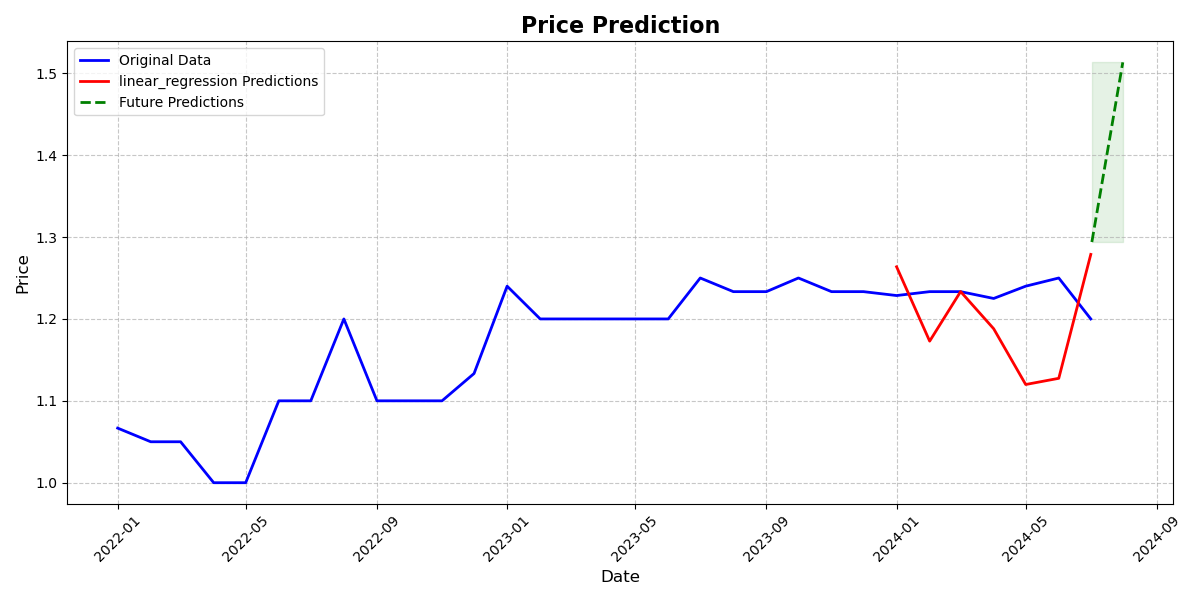 Price Prediction
Original Data
linear_regression Predictions
Future Predictions
Price
1.5
1.4
1.3
1.2
1.1
1.0
2022-01
2022-05
2022-09
2023-01
2023-05
2023-09
2024-01
2024-05
2024-09
Date